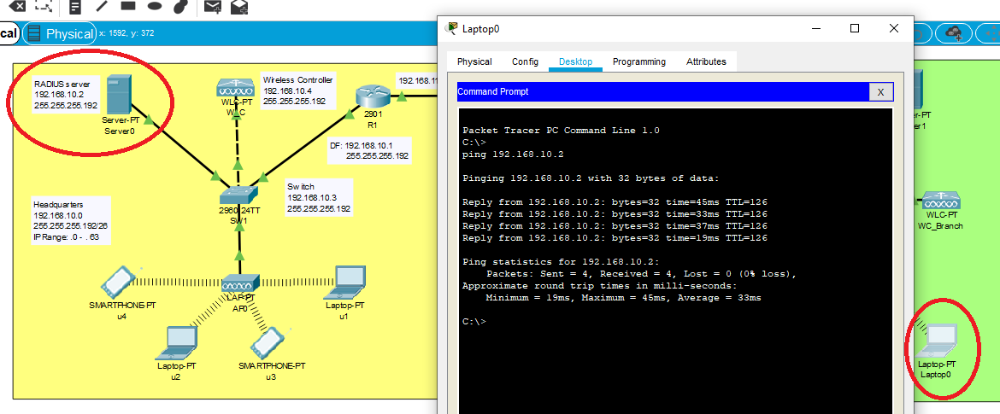 cal
Physical x: 1592, y: 372
RADIUS server
192.168.10.2
255.255.255.192
Server-PT
Server0
Wireless Controller
192.168.10.4
255.255.255.192
WLC-PT
192.168.11
2901
R1
DF: 192.168.10.1
255.255.255.192
Switch
192.168.10.3
255.255.255.192
2960-24TT
SW1
Headquarters
192.168.10.0
255.255.255.192/26
IP Range: .0 - . 63
LAP-PT
AP0
SMARTPHONE-PT
u4
Laptop-PT
u1
Laptop-PT
u2
SMARTPHONE-PT
u3
Laptop0
Physical Config Desktop Programming Attributes
Command Prompt
X
Packet Tracer PC Command Line 1.0
C:\>
ping 192.168.10.2
Pinging 192.168.10.2 with 32 bytes of data:
Reply from 192.168.10.2: bytes=32 time=45ms TTL=126
Reply from 192.168.10.2: bytes=32 time=33ms TTL=126
Reply from 192.168.10.2: bytes=32 time=37ms TTL=126
Reply from 192.168.10.2: bytes=32 time=19ms TTL=126
Ping statistics for 192.168.10.2:
Packets: Sent = 4, Received = 4, Lost = 0 (0% loss),
Approximate round trip times in milli-seconds:
Minimum = 19ms, Maximum = 45ms, Average = 33ms
C:\>
er-PT
er1
WLC-PT
WC_Branch
Laptop-PT
Laptop0